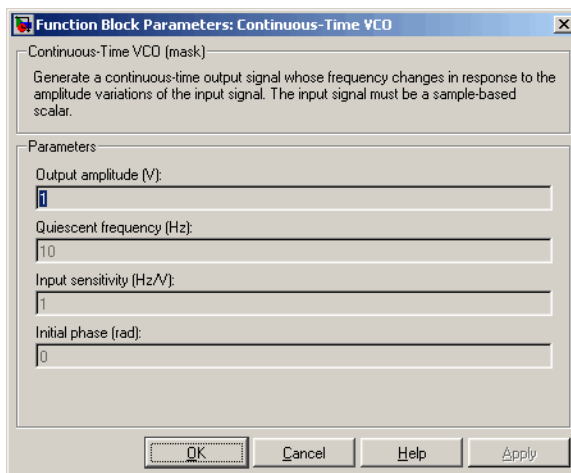 Function Block Parameters: Continuous-Time VCO
Continuous-Time VCO (mask)
Generate a continuous-time output signal whose frequency changes in response to the
amplitude variations of the input signal. The input signal must be a sample-based
scalar.
Parameters
Output amplitude (V):
1
Quiescent frequency (Hz):
10
Input sensitivity (Hz/V):
1
Initial phase (rad):
0
OK Cancel Help Apply